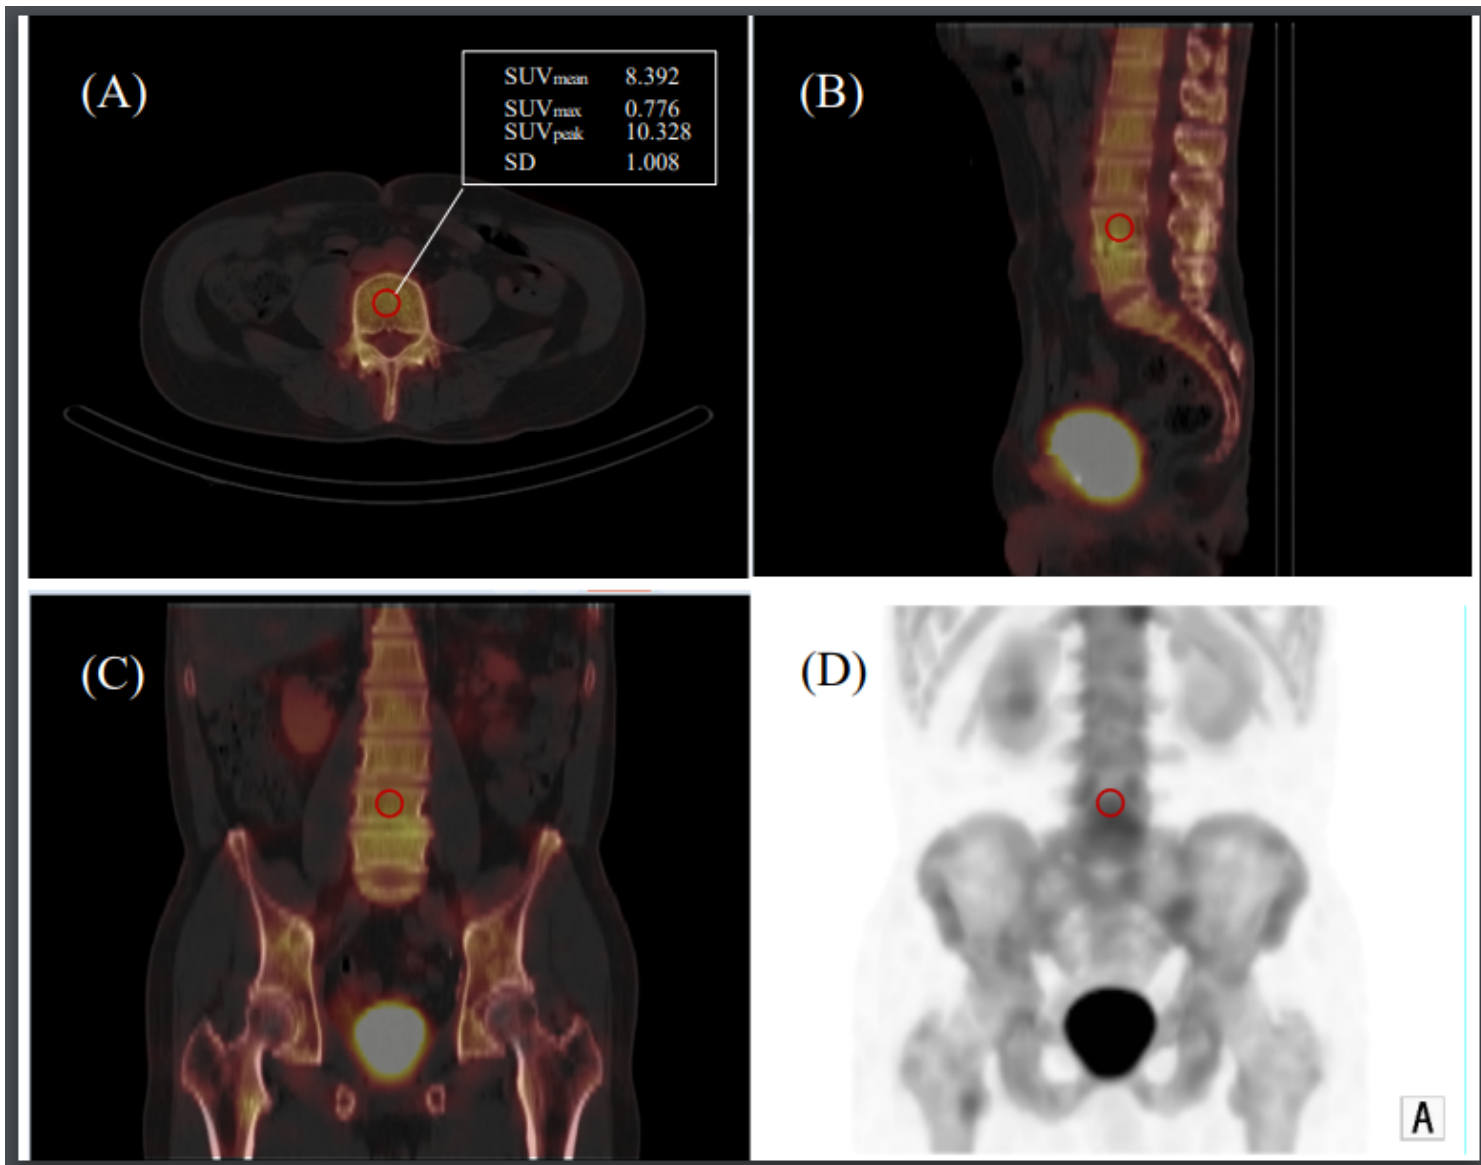 (A)
SUVmean 8.392
SUVmax 0.776
SUVpeak 10.328
SD 1.008
(B)
(C)
(D)
A